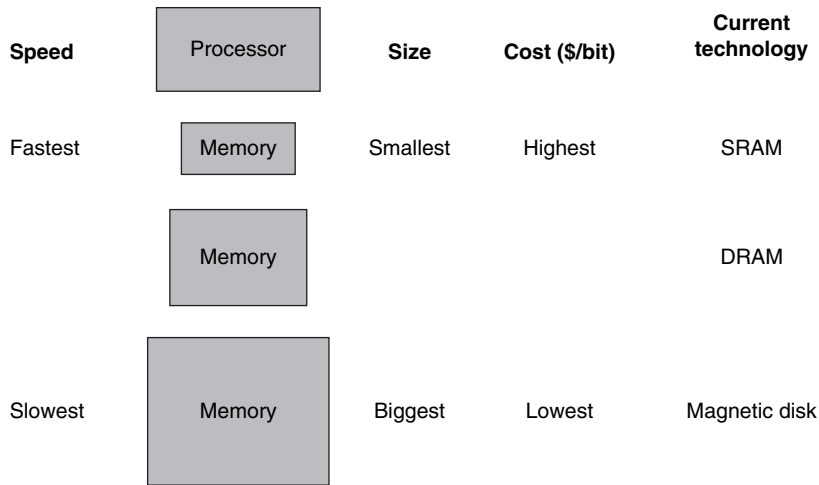 Speed Processor Size Cost ($/bit) Current
technology
Fastest Memory Smallest Highest SRAM
Memory DRAM
Slowest Memory Biggest Lowest Magnetic disk